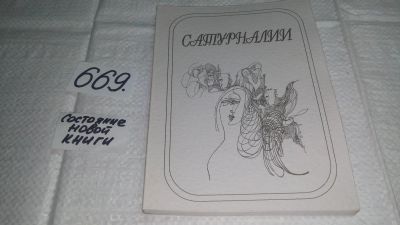 САТУРНАЛИИ
669.
состояние
новой
книги